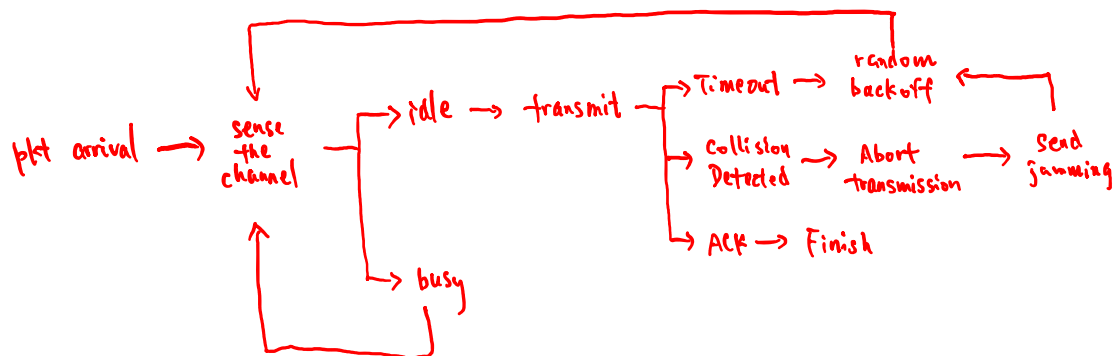 pkt arrival
sense
the
channel
idle
transmit
Timeout
random
backoff
Collision
Detected
Abort
transmission
send
jamming
ACK
Finish
busy